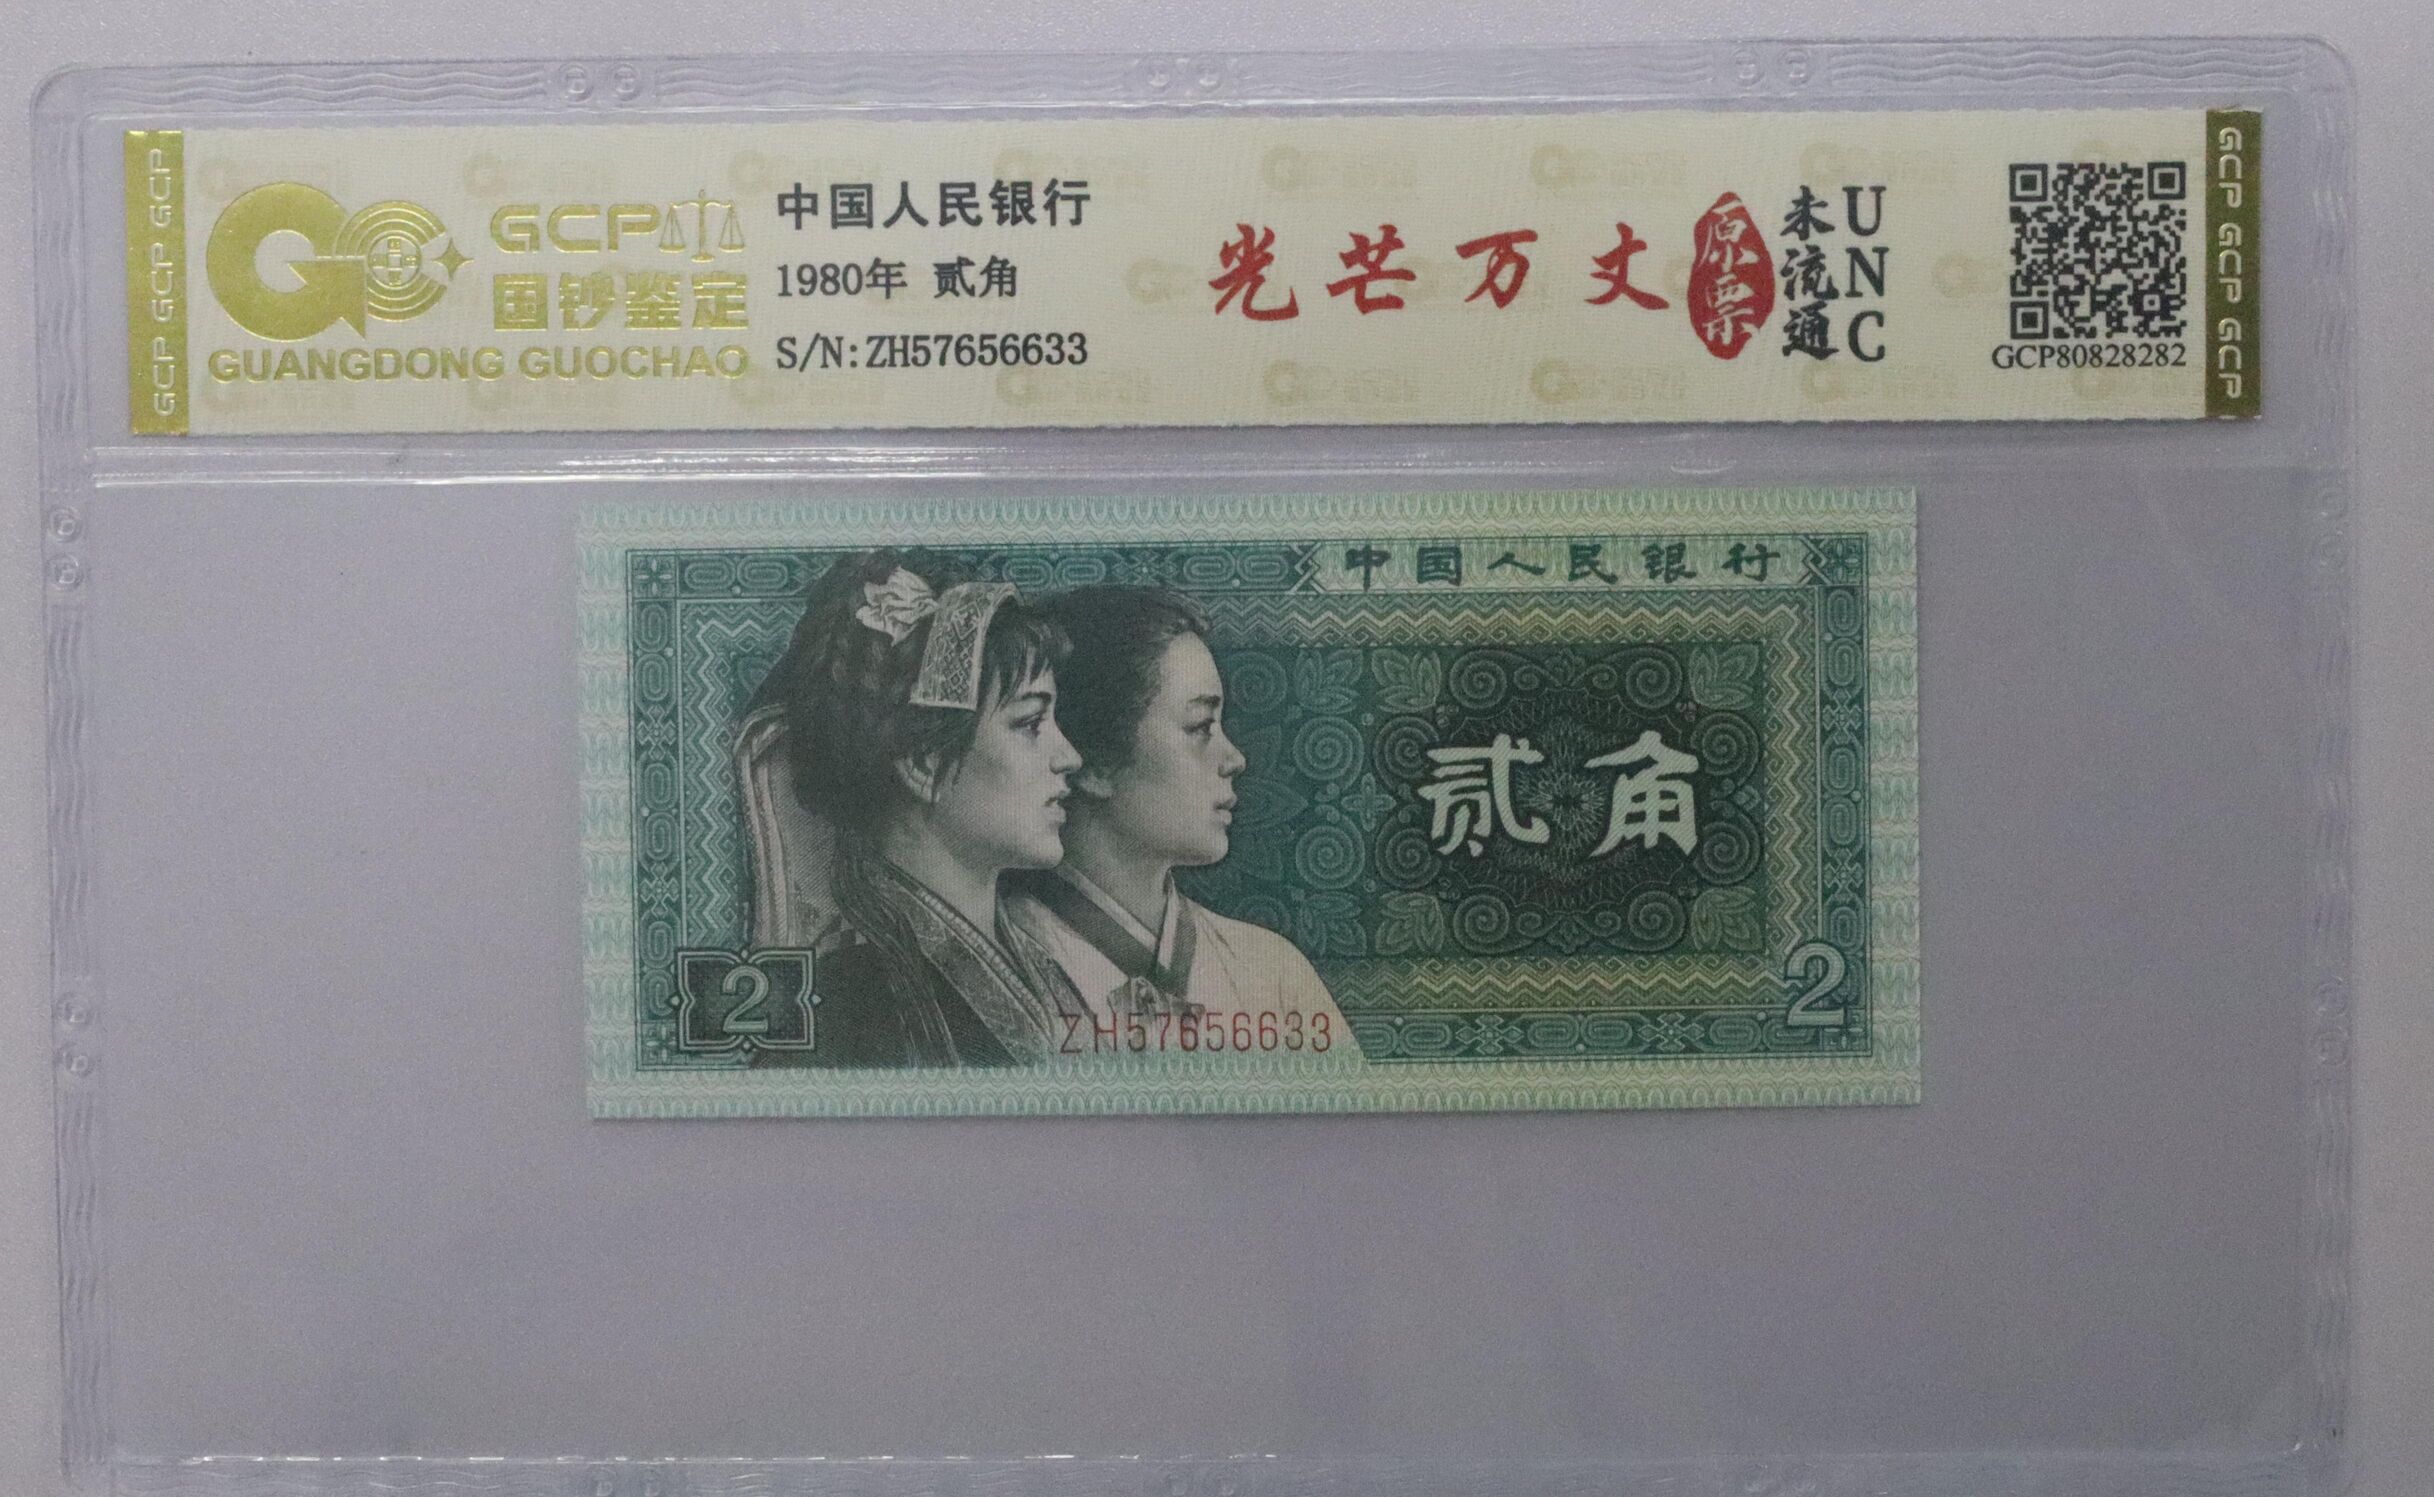 GCP GCP GCP
GCP
国钞鉴定
GUANGDONG GUOCHAO
中国人民银行
1980年 贰角
S/N:ZH57656633
光芒万丈
原票
未流通
UNC
GCP80828282
GCP GCP GCP
中国人民银行
贰角
2
ZH57656633
2